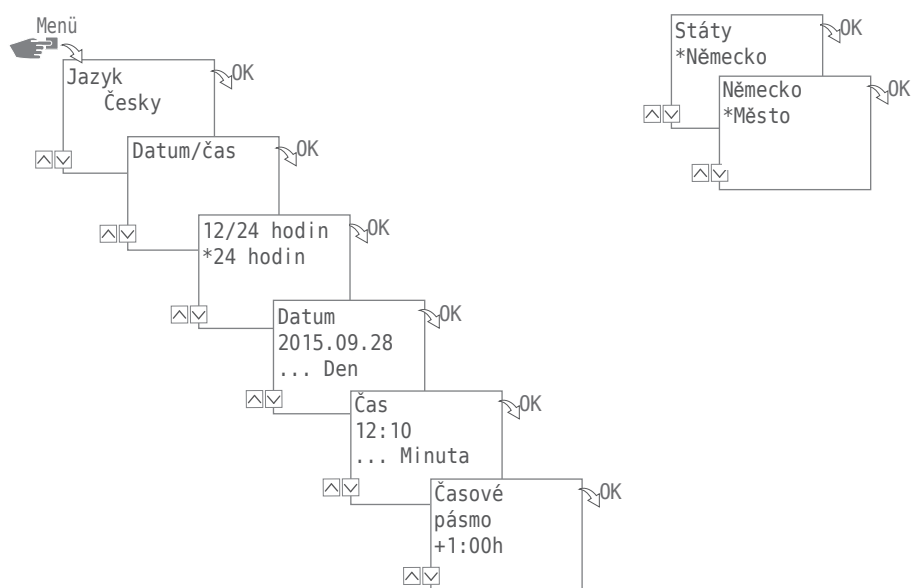 Menü
Jazyk
OK
Česky
Datum/čas
OK
12/24 hodin
OK
*24 hodin
Datum
OK
2015.09.28
... Den
Čas
OK
12:10
... Minuta
Časové
OK
pásmo
+1:00h
Státy
OK
*Německo
Německo
OK
*Město